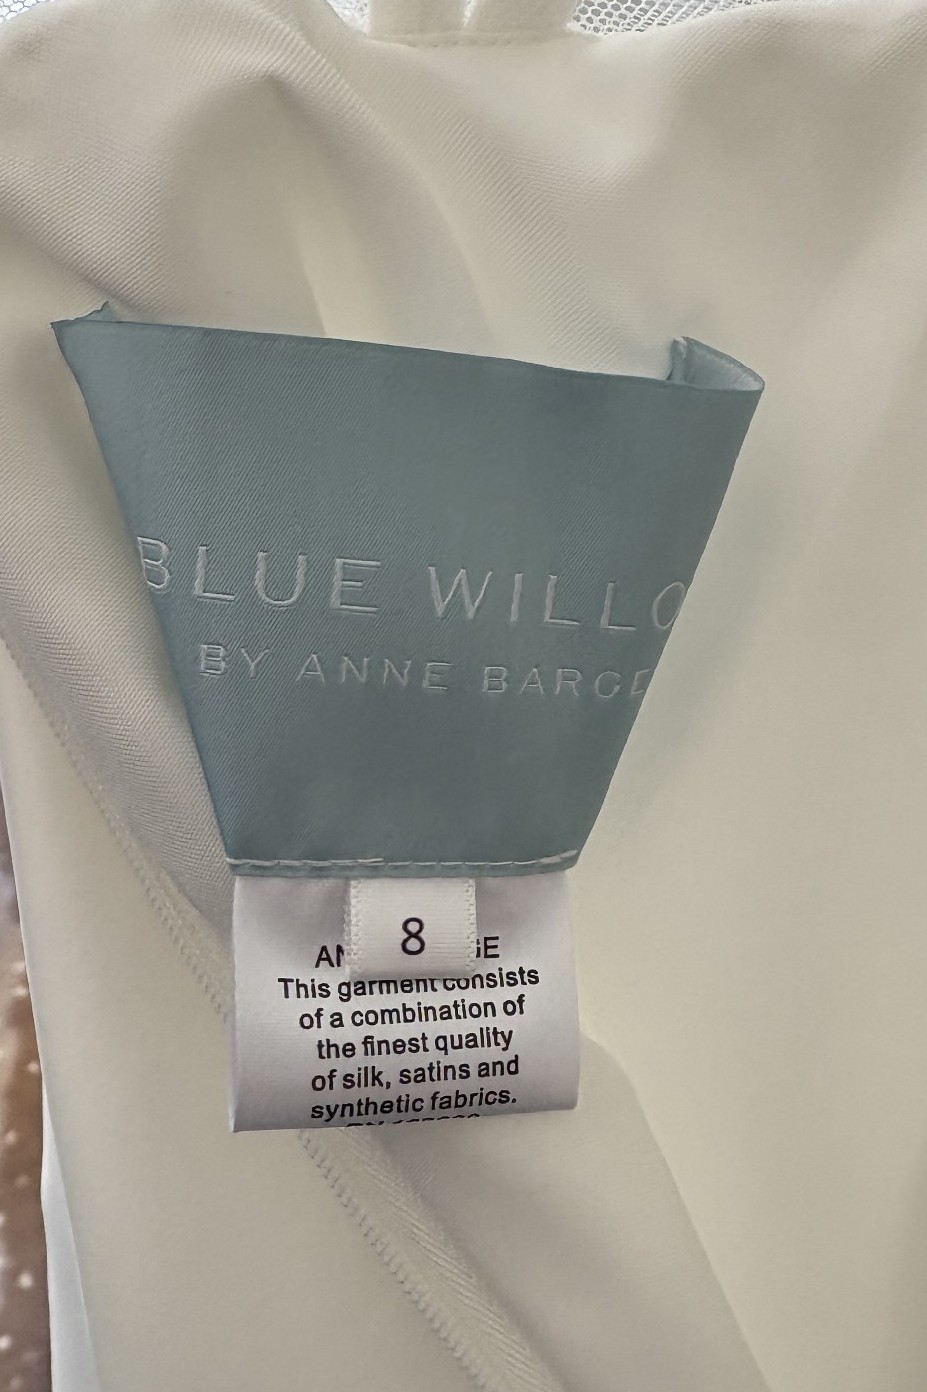 BLUE WILLO
BY ANNE BARGE
8
This garment consists
of a combination of
the finest quality
of silk, satins and
synthetic fabrics.